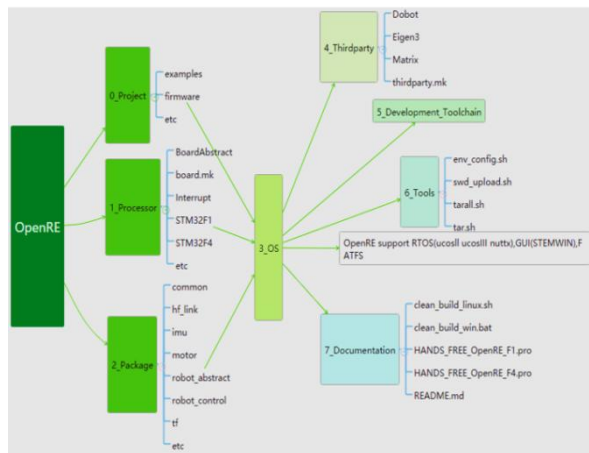 OpenRE
0_Project
examples
firmware
etc
1_Processor
BoardAbstract
board.mk
Interrupt
STM32F1
STM32F4
etc
2_Package
common
hf_link
imu
motor
robot_abstract
robot_control
tf
etc
3_OS
4_Thirdparty
Dobot
Eigen3
Matrix
thirdparty.mk
5_Development_Toolchain
6_Tools
env_config.sh
swd_upload.sh
tarall.sh
tar.sh
OpenRE support RTOS(ucosII ucosIII nuttx),GUI(STEMWIN),F
ATFS
7_Documentation
clean_build_linux.sh
clean_build_win.bat
HANDS_FREE_OpenRE_F1.pro
HANDS_FREE_OpenRE_F4.pro
README.md